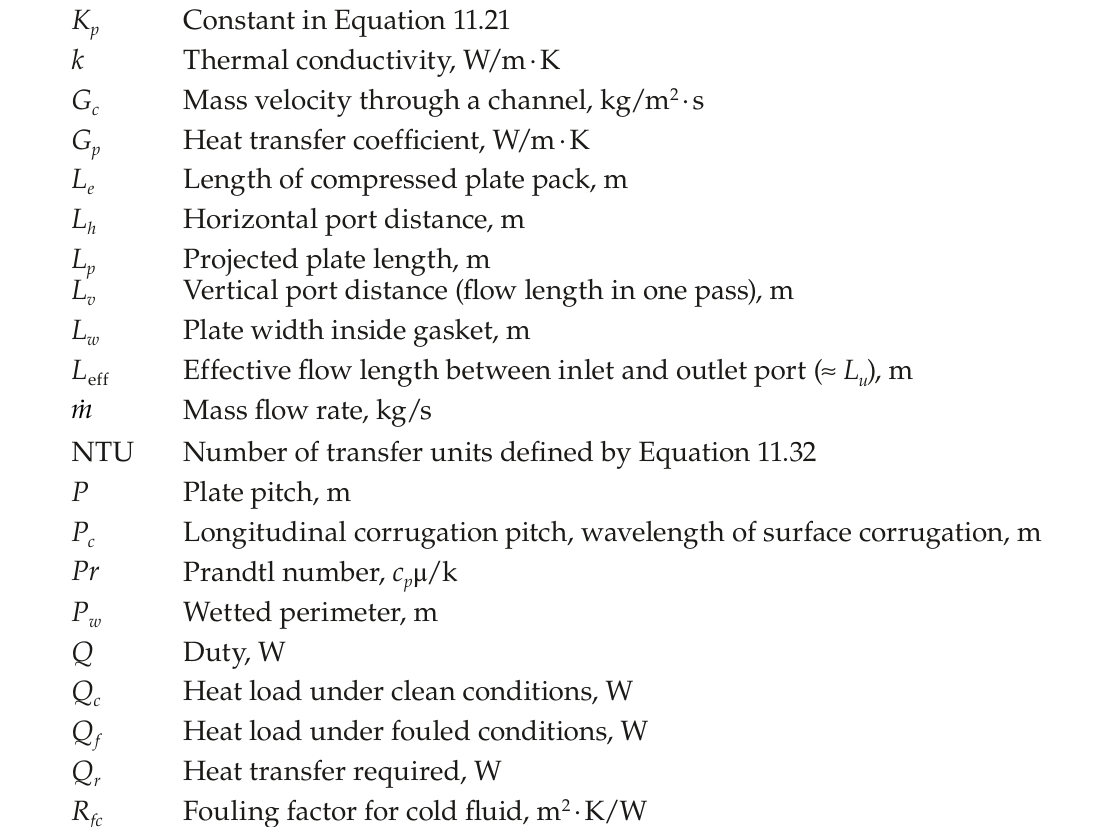 K_p Constant in Equation 11.21
k Thermal conductivity, W/m·K
G_c Mass velocity through a channel, kg/m²·s
G_p Heat transfer coefficient, W/m·K
L_e Length of compressed plate pack, m
L_h Horizontal port distance, m
L_p Projected plate length, m
L_v Vertical port distance (flow length in one pass), m
L_w Plate width inside gasket, m
L_eff Effective flow length between inlet and outlet port (≈ L_u), m
ṁ Mass flow rate, kg/s
NTU Number of transfer units defined by Equation 11.32
P Plate pitch, m
P_c Longitudinal corrugation pitch, wavelength of surface corrugation, m
Pr Prandtl number, c_pμ/k
P_w Wetted perimeter, m
Q Duty, W
Q_c Heat load under clean conditions, W
Q_f Heat load under fouled conditions, W
Q_r Heat transfer required, W
R_fc Fouling factor for cold fluid, m²·K/W